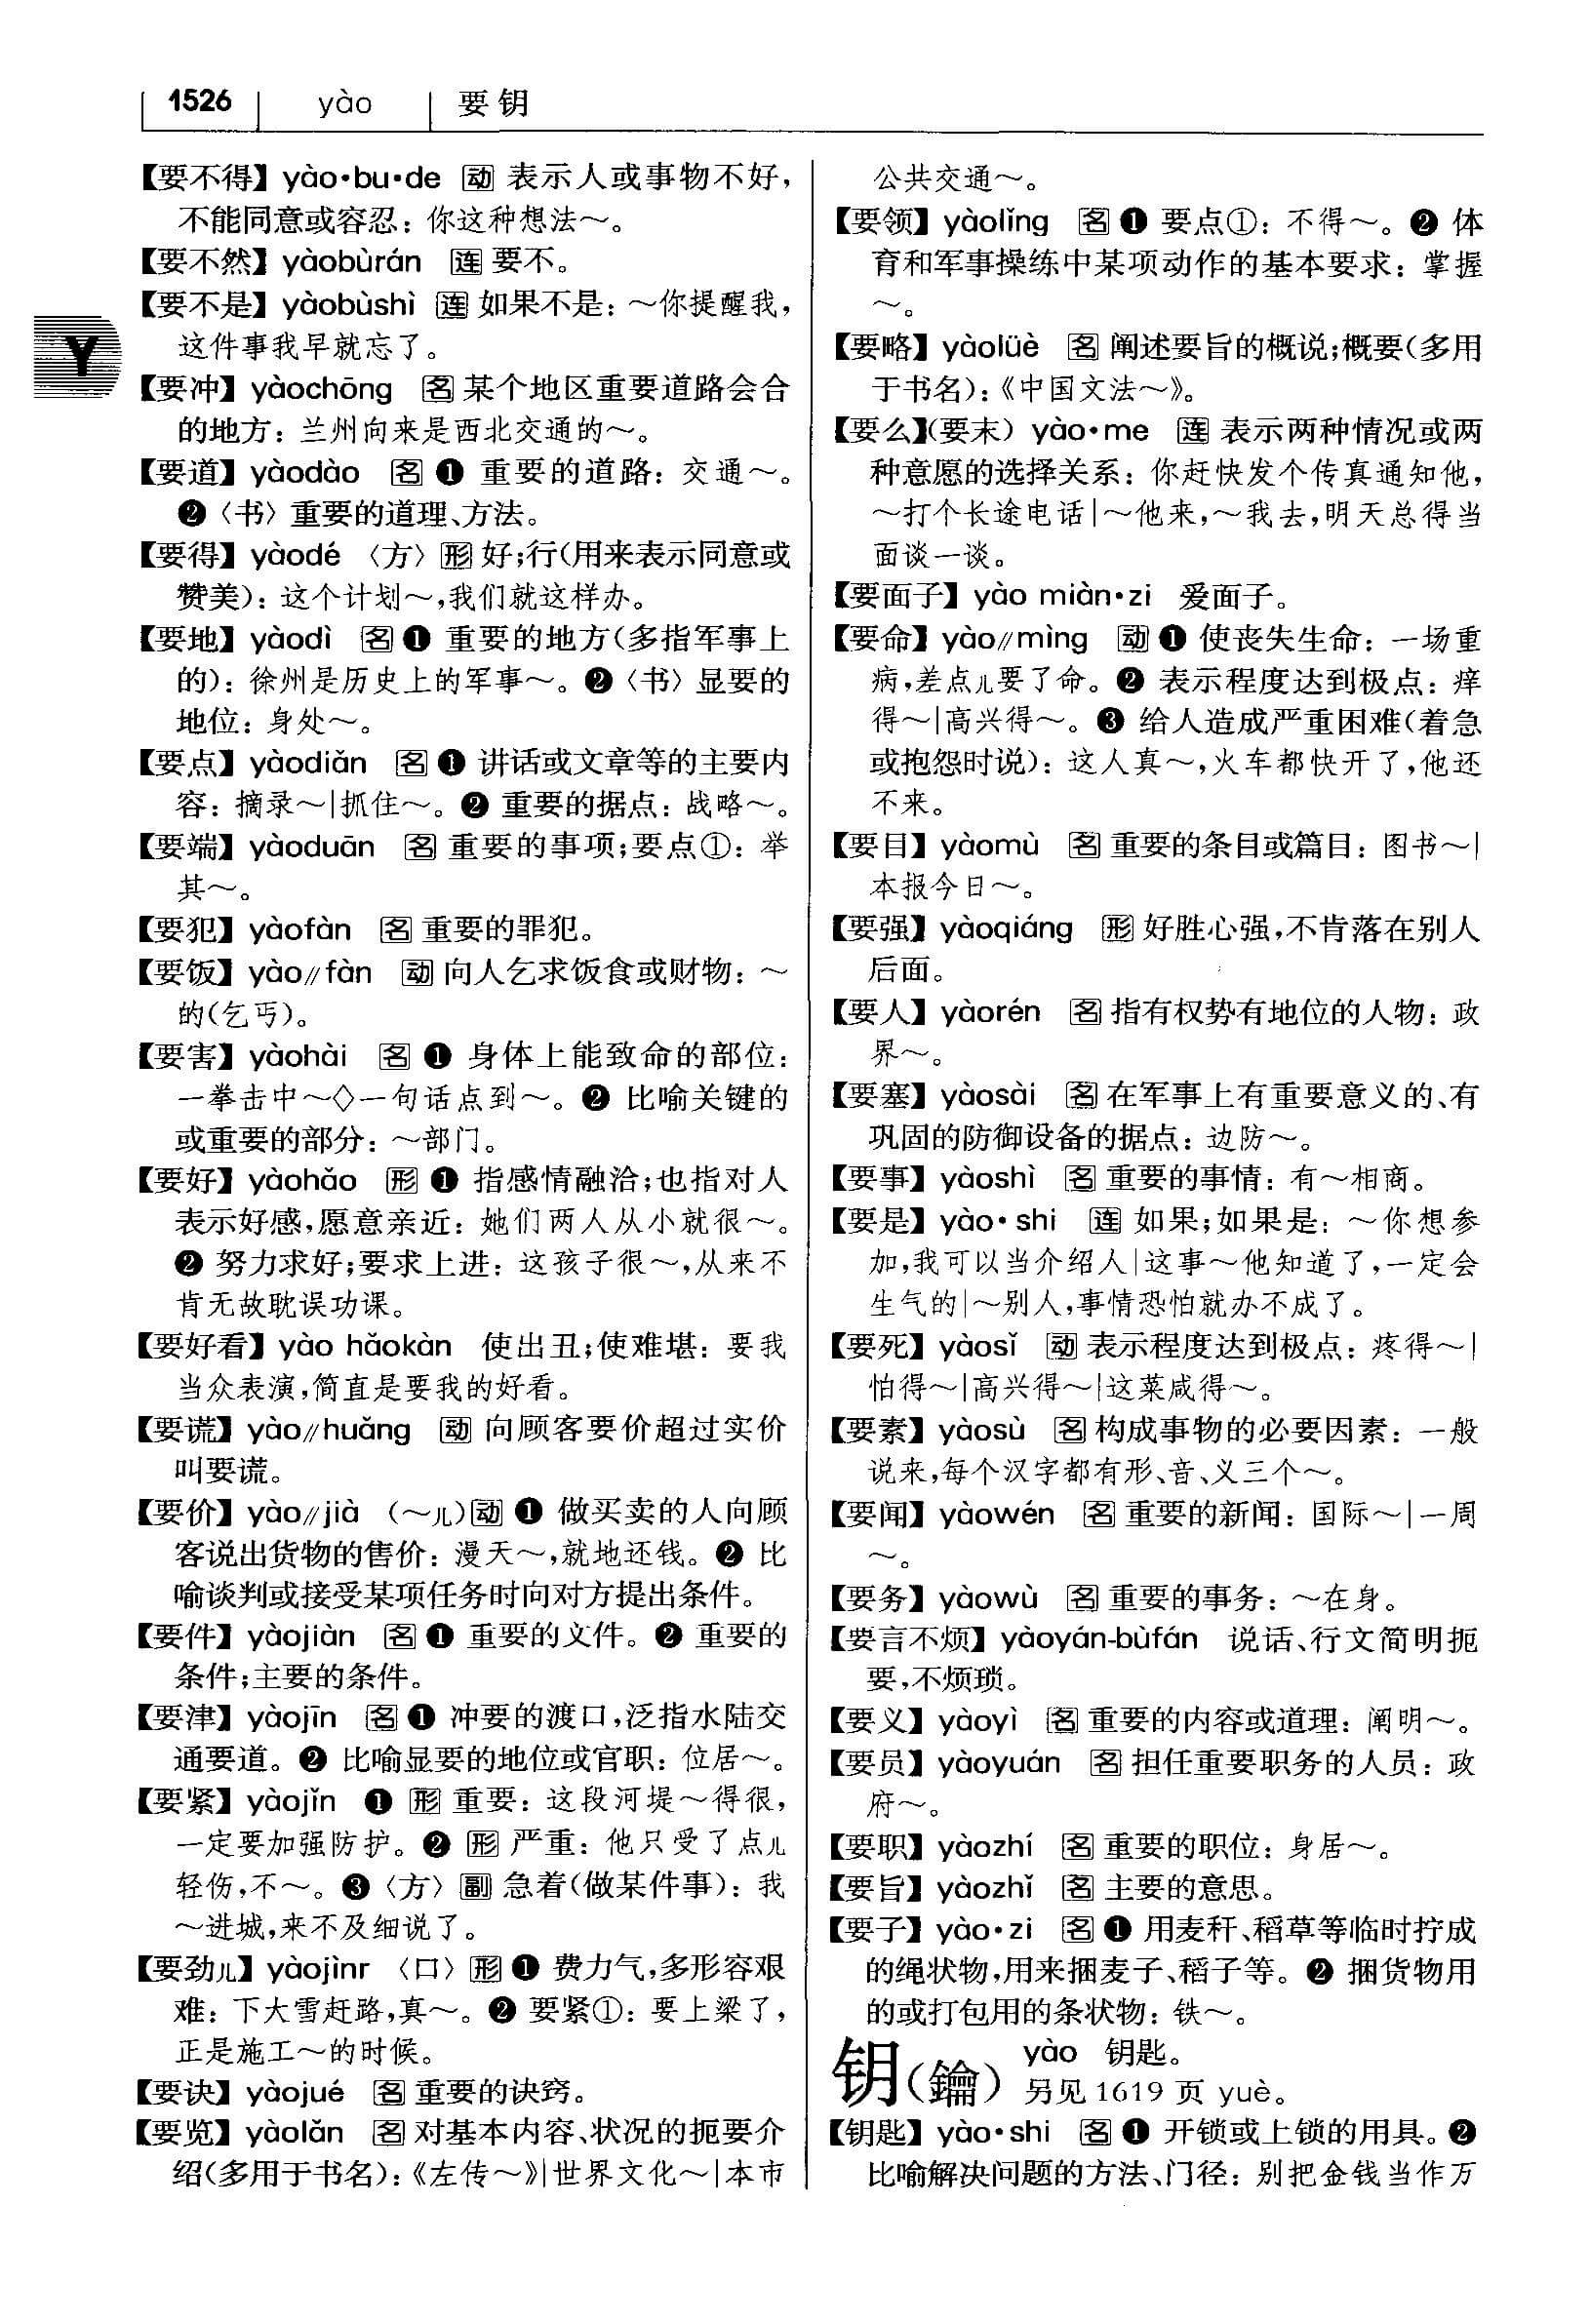 1526 yào 要钥
【要不得】yào•bu•de 动 表示人或事物不好，
不能同意或容忍：你这种想法～。
【要不然】yàobùrán 连 要不。
【要不是】yàobùshì 连 如果不是：～你提醒我，
这件事我早就忘了。
Y
【要冲】yàochōng 名 某个地区重要道路会合
的地方：兰州向来是西北交通的～。
【要道】yàodào 名 ❶ 重要的道路：交通～。
❷〈书〉重要的道理、方法。
【要得】yàodé 〈方〉形 好；行(用来表示同意或
赞美)：这个计划～，我们就这样办。
【要地】yàodì 名 ❶ 重要的地方(多指军事上
的)：徐州是历史上的军事～。❷〈书〉显要的
地位：身处～。
【要点】yàodiǎn 名 ❶ 讲话或文章等的主要内
容：摘录～|抓住～。❷ 重要的据点：战略～。
【要端】yàoduān 名 重要的事项；要点①：举
其～。
【要犯】yàofàn 名 重要的罪犯。
【要饭】yào//fàn 动 向人乞求饭食或财物：～
的(乞丐)。
【要害】yàohài 名 ❶ 身体上能致命的部位：
一拳击中～◇一句话点到～。❷ 比喻关键的
或重要的部分：～部门。
【要好】yàohǎo 形 ❶ 指感情融洽；也指对人
表示好感，愿意亲近：她们两人从小就很～。
❷ 努力求好；要求上进：这孩子很～，从来不
肯无故耽误功课。
【要好看】yào hǎokàn 使出丑；使难堪：要我
当众表演，简直是要我的好看。
【要谎】yào//huǎng 动 向顾客要价超过实价
叫要谎。
【要价】yào//jià (～儿)动 ❶ 做买卖的人向顾
客说出货物的售价：漫天～，就地还钱。❷ 比
喻谈判或接受某项任务时向对方提出条件。
【要件】yàojiàn 名 ❶ 重要的文件。❷ 重要的
条件；主要的条件。
【要津】yàojīn 名 ❶ 冲要的渡口，泛指水陆交
通要道。❷ 比喻显要的地位或官职：位居～。
【要紧】yàojǐn ❶ 形 重要：这段河堤～得很，
一定要加强防护。❷ 形 严重：他只受了点儿
轻伤，不～。❸〈方〉副 急着(做某件事)：我
～进城，来不及细说了。
【要劲儿】yàojìnr 〈口〉形 ❶ 费力气，多形容艰
难：下大雪赶路，真～。❷ 要紧①：要上梁了，
正是施工～的时候。
【要诀】yàojué 名 重要的诀窍。
【要览】yàolǎn 名 对基本内容、状况的扼要介
绍(多用于书名)：《左传～》|世界文化～|本市
公共交通～。
【要领】yàolǐng 名 ❶ 要点①：不得～。❷ 体
育和军事操练中某项动作的基本要求：掌握
～。
【要略】yàolüè 名 阐述要旨的概说；概要(多用
于书名)：《中国文法～》。
【要么】(要末) yào•me 连 表示两种情况或两
种意愿的选择关系：你赶快发个传真通知他，
～打个长途电话|～他来，～我去，明天总得当
面谈一谈。
【要面子】yào miàn•zi 爱面子。
【要命】yào//mìng 动 ❶ 使丧失生命：一场重
病，差点儿要了命。❷ 表示程度达到极点：痒
得～|高兴得～。❸ 给人造成严重困难(着急
或抱怨时说)：这人真～，火车都快开了，他还
不来。
【要目】yàomù 名 重要的条目或篇目：图书～|
本报今日～。
【要强】yàoqiáng 形 好胜心强，不肯落在别人
后面。
【要人】yàorén 名 指有权势有地位的人物：政
界～。
【要塞】yàosài 名 在军事上有重要意义的、有
巩固的防御设备的据点：边防～。
【要事】yàoshì 名 重要的事情：有～相商。
【要是】yào•shi 连 如果；如果是：～你想参
加，我可以当介绍人|这事～他知道了，一定会
生气的|～别人，事情恐怕就办不成了。
【要死】yàosǐ 动 表示程度达到极点：疼得～|
怕得～|高兴得～|这菜咸得～。
【要素】yàosù 名 构成事物的必要因素：一般
说来，每个汉字都有形、音、义三个～。
【要闻】yàowén 名 重要的新闻：国际～|一周
～。
【要务】yàowù 名 重要的事务：～在身。
【要言不烦】yàoyán-bùfán 说话、行文简明扼
要，不烦琐。
【要义】yàoyì 名 重要的内容或道理：阐明～。
【要员】yàoyuán 名 担任重要职务的人员：政
府～。
【要职】yàozhí 名 重要的职位：身居～。
【要旨】yàozhǐ 名 主要的意思。
【要子】yào•zi 名 ❶ 用麦秆、稻草等临时拧成
的绳状物，用来捆麦子、稻子等。❷ 捆货物用
的或打包用的条状物：铁～。
钥(鑰) yào 钥匙。
另见1619页 yuè。
【钥匙】yào•shi 名 ❶ 开锁或上锁的用具。❷
比喻解决问题的方法、门径：别把金钱当作万